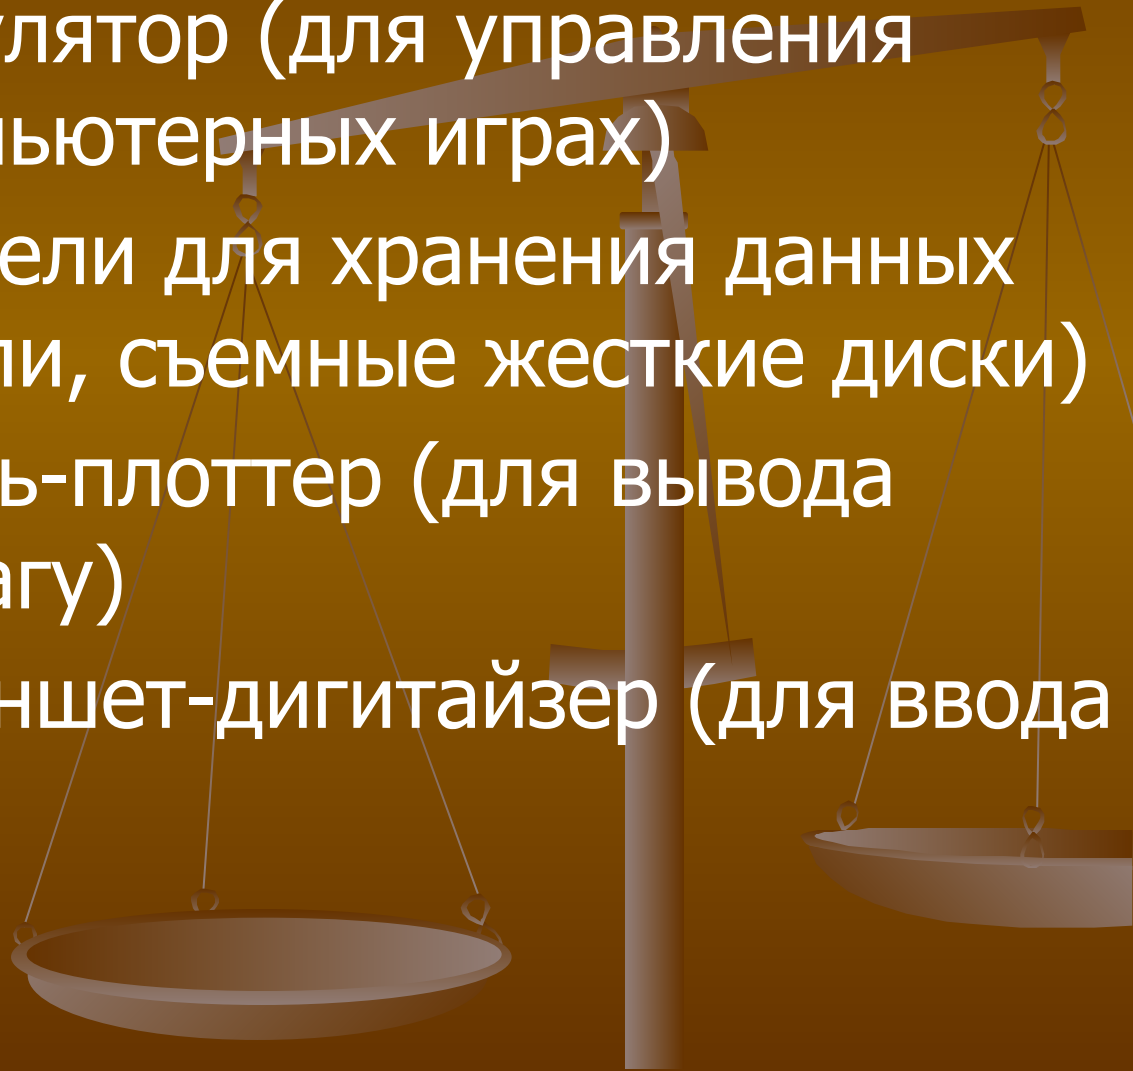 улятор (для управления
пьютерных играх)
ели для хранения данных
ли, съемные жесткие диски)
ь-плоттер (для вывода
агу)
ншет-дигитайзер (для ввода